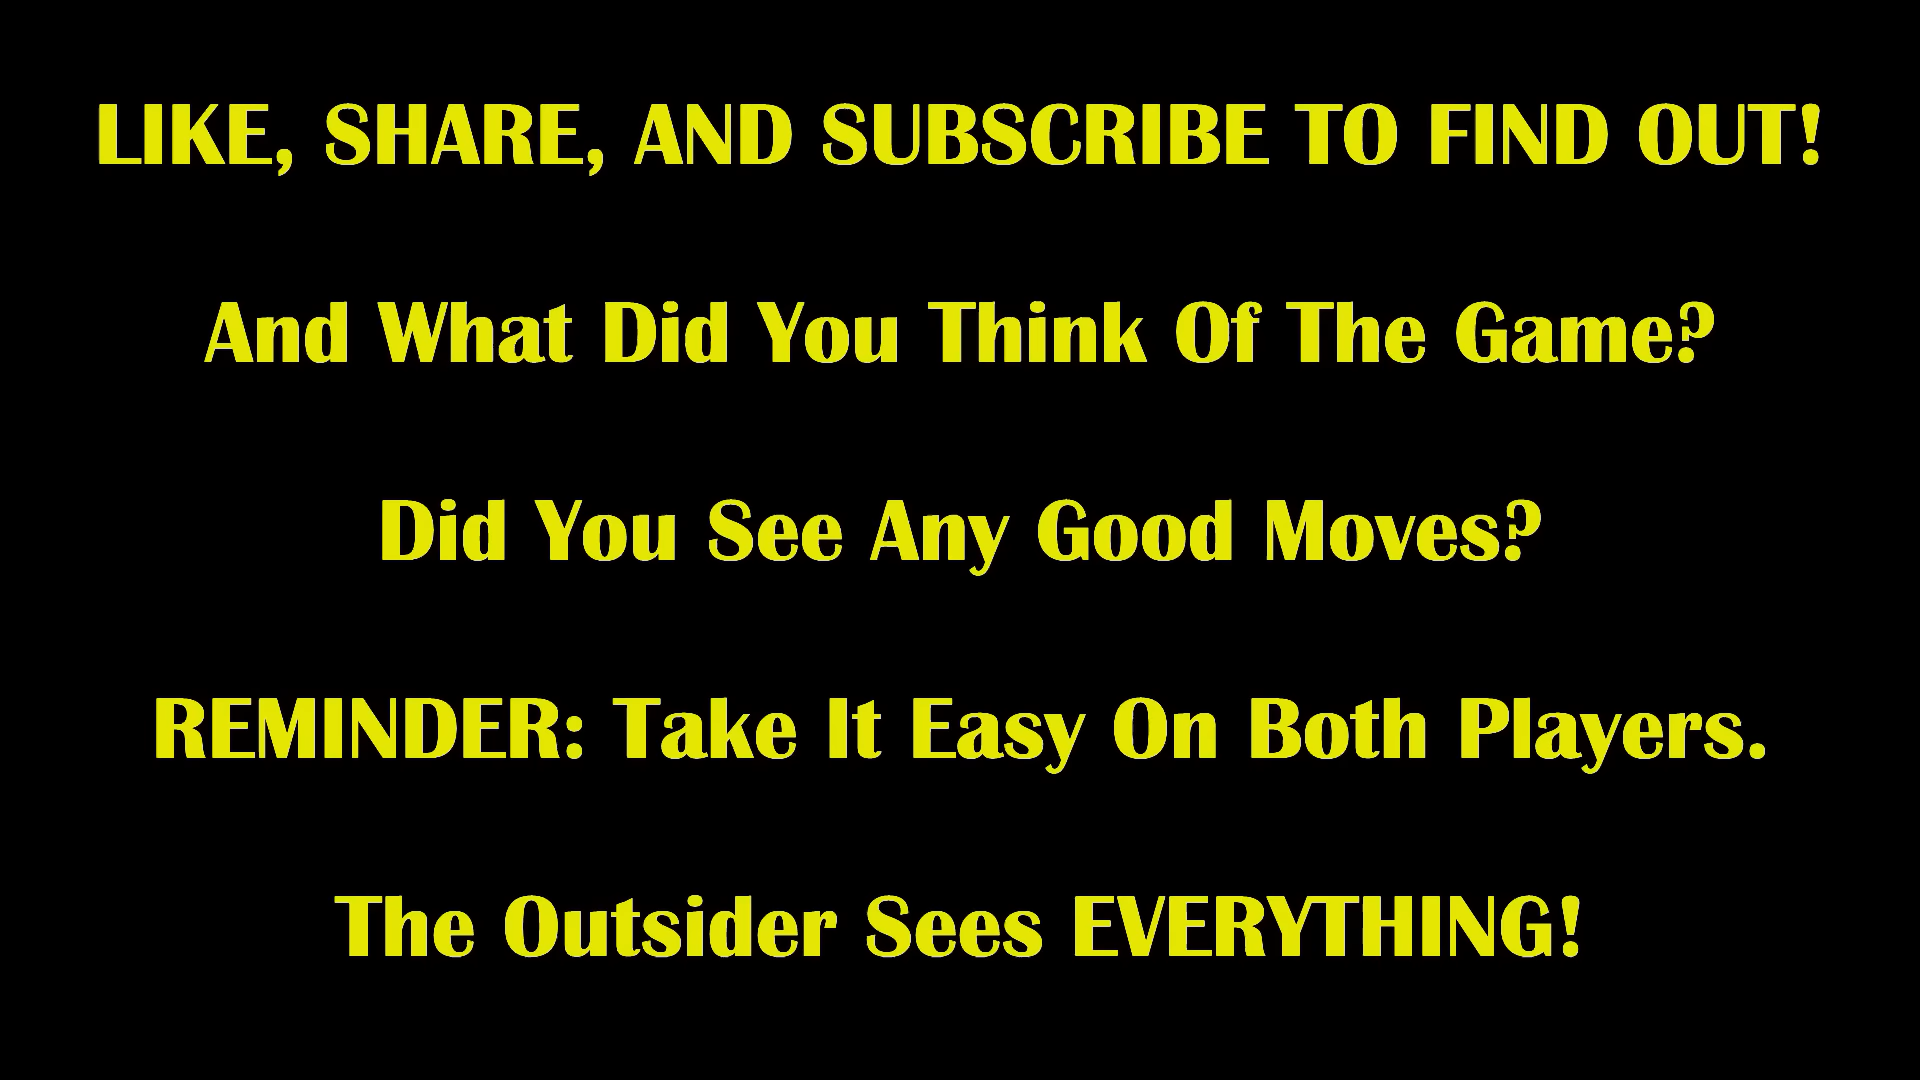 LIKE, SHARE, AND SUBSCRIBE TO FIND OUT!
And What Did You Think Of The Game?
Did You See Any Good Moves?
REMINDER: Take It Easy On Both Players.
The Outsider Sees EVERYTHING!